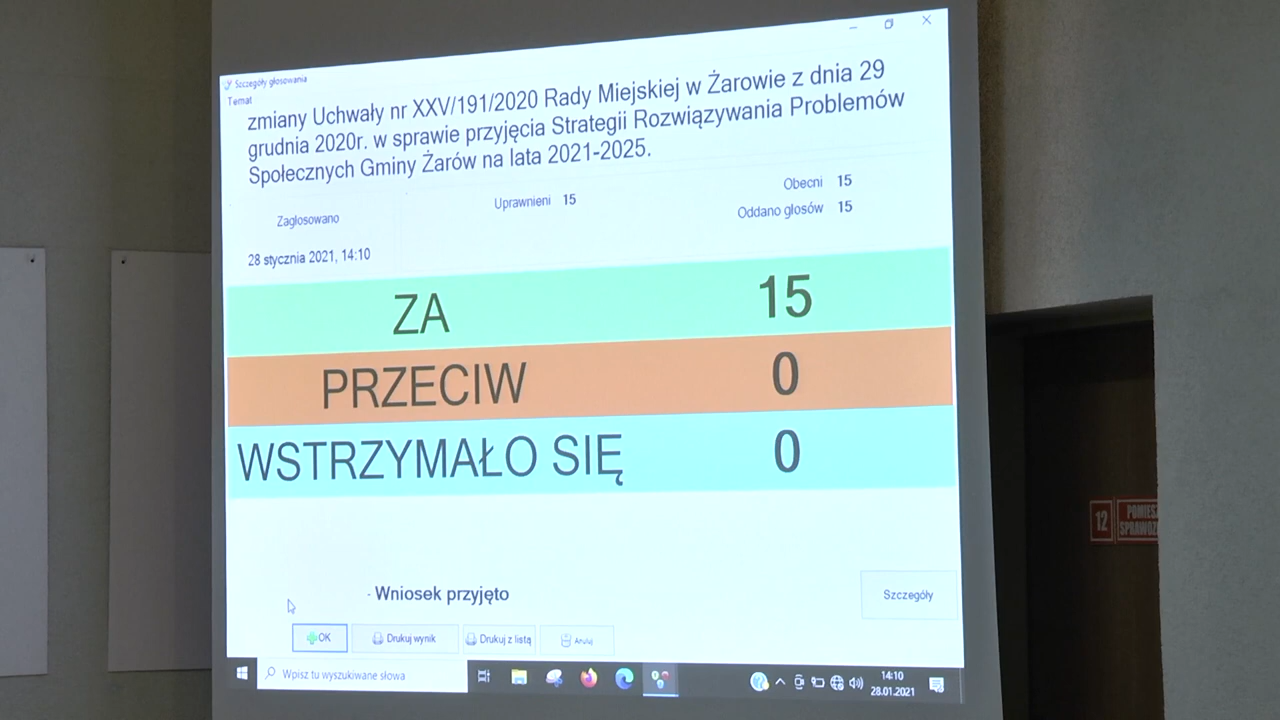 Szczegóły głosowania
Temat
zmiany Uchwały nr XXV/191/2020 Rady Miejskiej w Żarowie z dnia 29
grudnia 2020r. w sprawie przyjęcia Strategii Rozwiązywania Problemów
Społecznych Gminy Żarów na lata 2021-2025.
Uprawnieni 15
Obecni 15
Zagłosowano
Oddano głosów 15
28 stycznia 2021, 14:10
ZA 15
PRZECIW 0
WSTRZYMAŁO SIĘ 0
- Wniosek przyjęto
Szczegóły
OK
Drukuj wynik
Drukuj z listą
Anuluj
Wpisz tu wyszukiwane słowa
14:10
28.01.2021
12